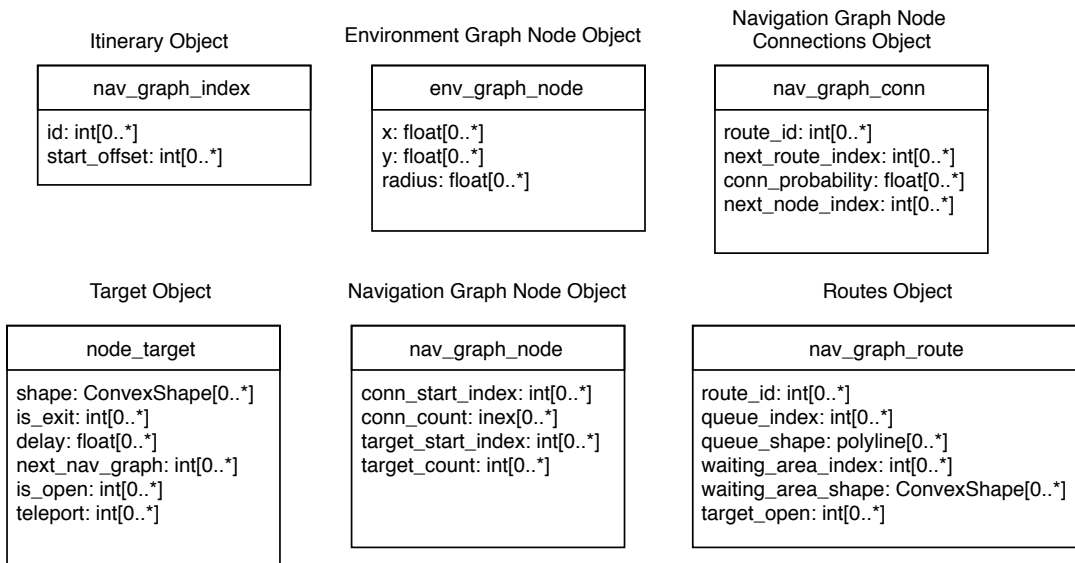 Itinerary Object
nav_graph_index
id: int[0..*]
start_offset: int[0..*]
Environment Graph Node Object
env_graph_node
x: float[0..*]
y: float[0..*]
radius: float[0..*]
Navigation Graph Node
Connections Object
nav_graph_conn
route_id: int[0..*]
next_route_index: int[0..*]
conn_probability: float[0..*]
next_node_index: int[0..*]
Target Object
node_target
shape: ConvexShape[0..*]
is_exit: int[0..*]
delay: float[0..*]
next_nav_graph: int[0..*]
is_open: int[0..*]
teleport: int[0..*]
Navigation Graph Node Object
nav_graph_node
conn_start_index: int[0..*]
conn_count: inex[0..*]
target_start_index: int[0..*]
target_count: int[0..*]
Routes Object
nav_graph_route
route_id: int[0..*]
queue_index: int[0..*]
queue_shape: polyline[0..*]
waiting_area_index: int[0..*]
waiting_area_shape: ConvexShape[0..*]
target_open: int[0..*]